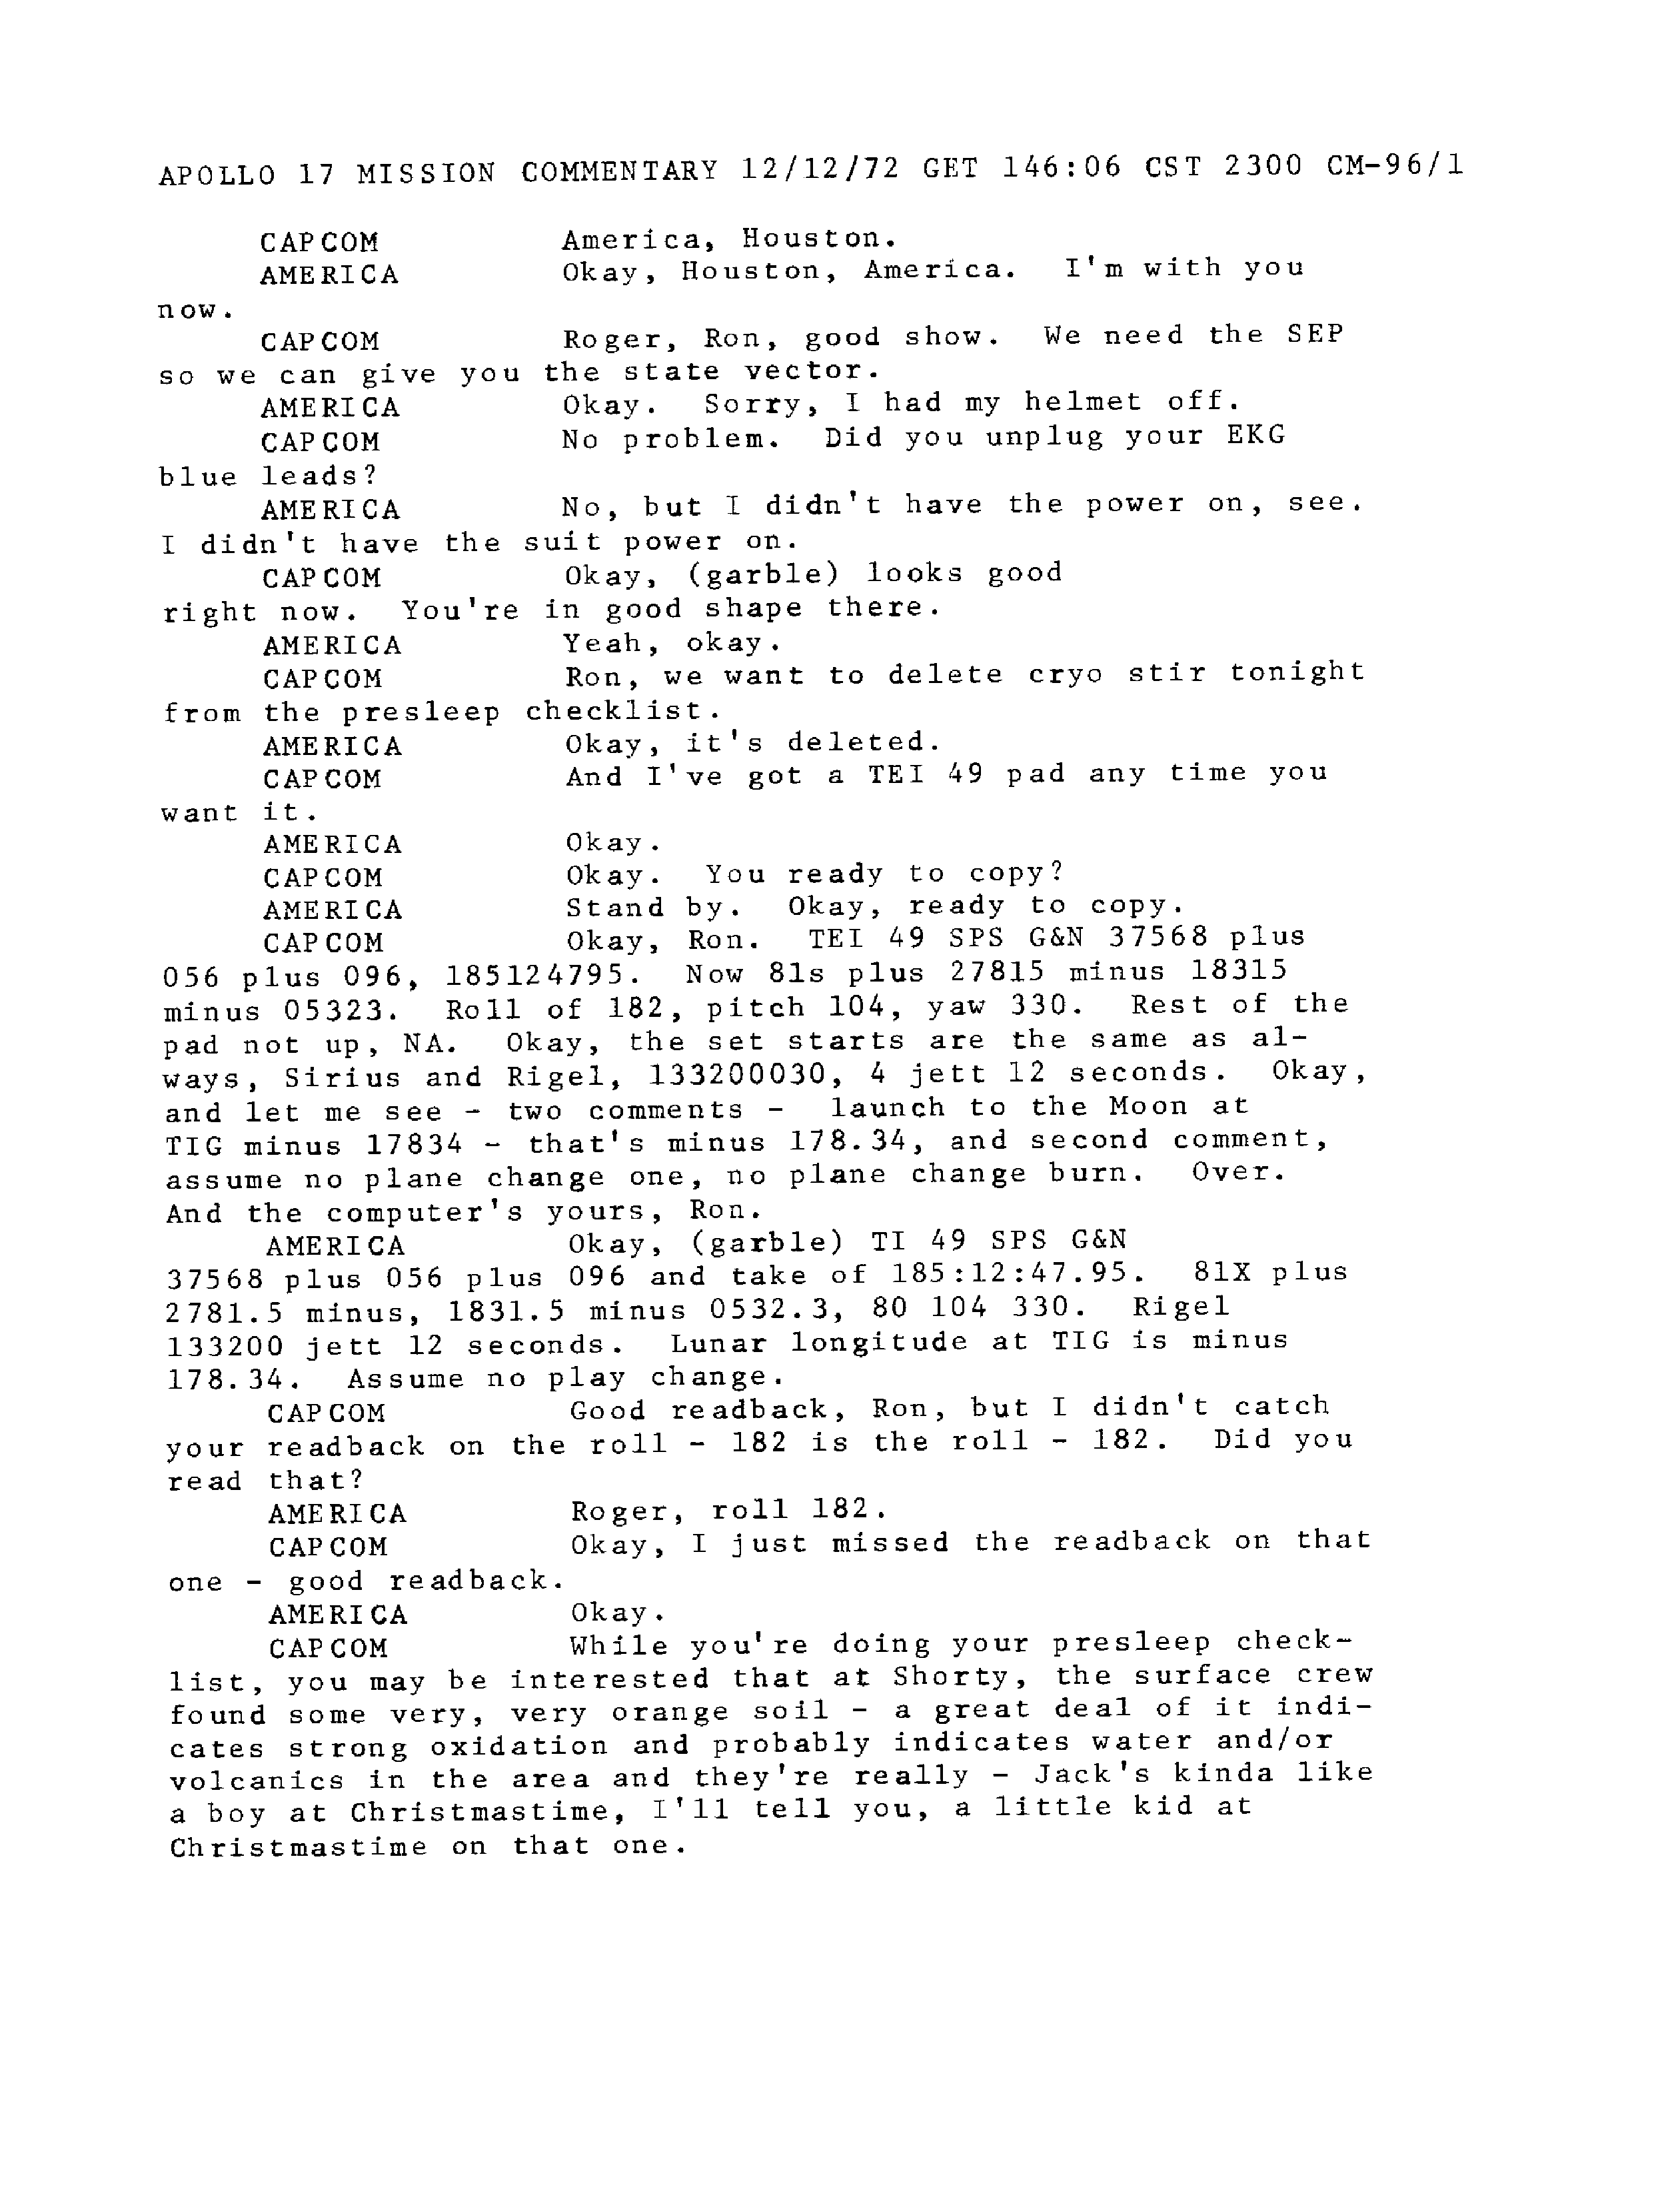 APOLLO 17 MISSION COMMENTARY 12/12/72 GET 146:06 CST 2300 CM-96/1
CAPCOM America, Houston.
AMERICA Okay, Houston, America. I'm with you
now.
CAPCOM Roger, Ron, good show. We need the SEP
so we can give you the state vector.
AMERICA Okay. Sorry, I had my helmet off.
CAPCOM No problem. Did you unplug your EKG
blue leads?
AMERICA No, but I didn't have the power on, see.
I didn't have the suit power on.
CAPCOM Okay, (garble) looks good
right now. You're in good shape there.
AMERICA Yeah, okay.
CAPCOM Ron, we want to delete cryo stir tonight
from the presleep checklist.
AMERICA Okay, it's deleted.
CAPCOM And I've got a TEI 49 pad any time you
want it.
AMERICA Okay.
CAPCOM Okay. You ready to copy?
AMERICA Stand by. Okay, ready to copy.
CAPCOM Okay, Ron. TEI 49 SPS G&N 37568 plus
056 plus 096, 185124795. Now 81s plus 27815 minus 18315
minus 05323. Roll of 182, pitch 104, yaw 330. Rest of the
pad not up, NA. Okay, the set starts are the same as al-
ways, Sirius and Rigel, 133200030, 4 jett 12 seconds. Okay,
and let me see - two comments - launch to the Moon at
TIG minus 17834 - that's minus 178.34, and second comment,
assume no plane change one, no plane change burn. Over.
And the computer's yours, Ron.
AMERICA Okay, (garble) TI 49 SPS G&N
37568 plus 056 plus 096 and take of 185:12:47.95. 81X plus
2781.5 minus, 1831.5 minus 0532.3, 80 104 330. Rigel
133200 jett 12 seconds. Lunar longitude at TIG is minus
178.34. Assume no play change.
CAPCOM Good readback, Ron, but I didn't catch
your readback on the roll - 182 is the roll - 182. Did you
read that?
AMERICA Roger, roll 182.
CAPCOM Okay, I just missed the readback on that
one - good readback.
AMERICA Okay.
CAPCOM While you're doing your presleep check-
list, you may be interested that at Shorty, the surface crew
found some very, very orange soil - a great deal of it indi-
cates strong oxidation and probably indicates water and/or
volcanics in the area and they're really - Jack's kinda like
a boy at Christmastime, I'll tell you, a little kid at
Christmastime on that one.